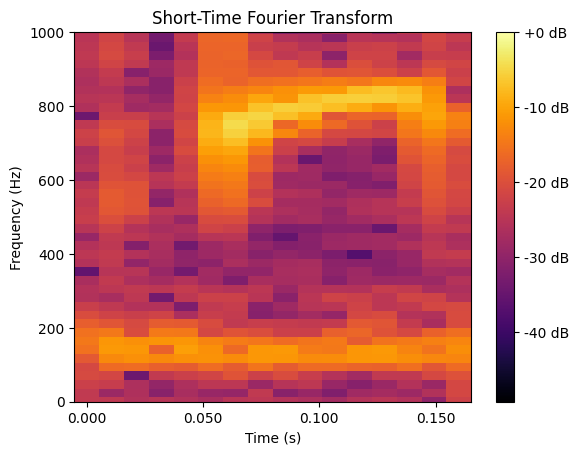 Short-Time Fourier Transform
1000
800
600
400
200
0
Frequency (Hz)
0.000
0.050
0.100
0.150
Time (s)
+0 dB
-10 dB
-20 dB
-30 dB
-40 dB